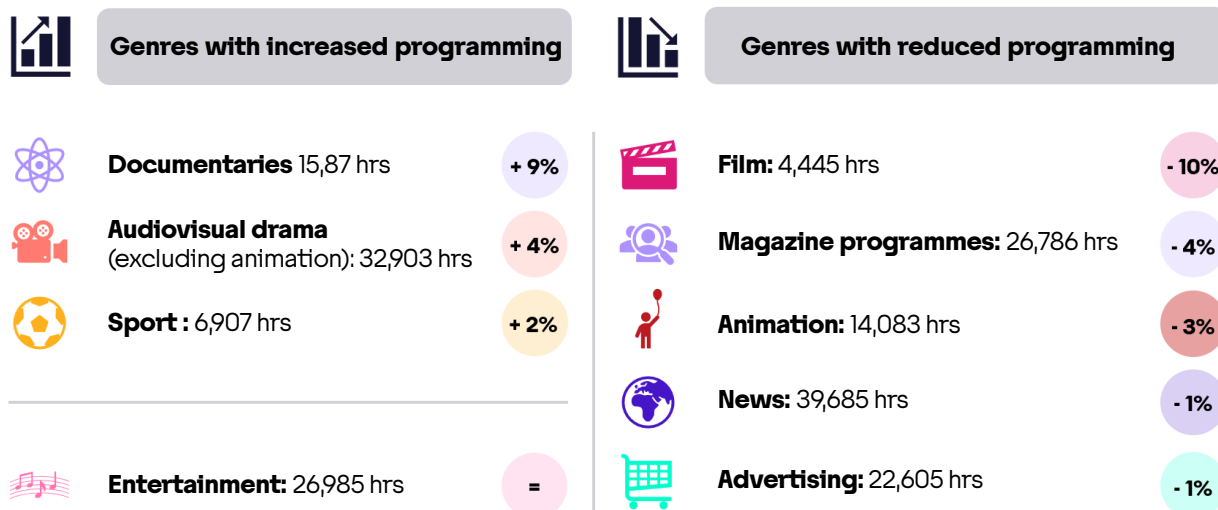 Genres with increased programming
Documentaries 15,87 hrs
+ 9%
Audiovisual drama
(excluding animation): 32,903 hrs
+ 4%
Sport : 6,907 hrs
+ 2%
Entertainment: 26,985 hrs
=
Genres with reduced programming
Film: 4,445 hrs
- 10%
Magazine programmes: 26,786 hrs
- 4%
Animation: 14,083 hrs
- 3%
News: 39,685 hrs
- 1%
Advertising: 22,605 hrs
- 1%